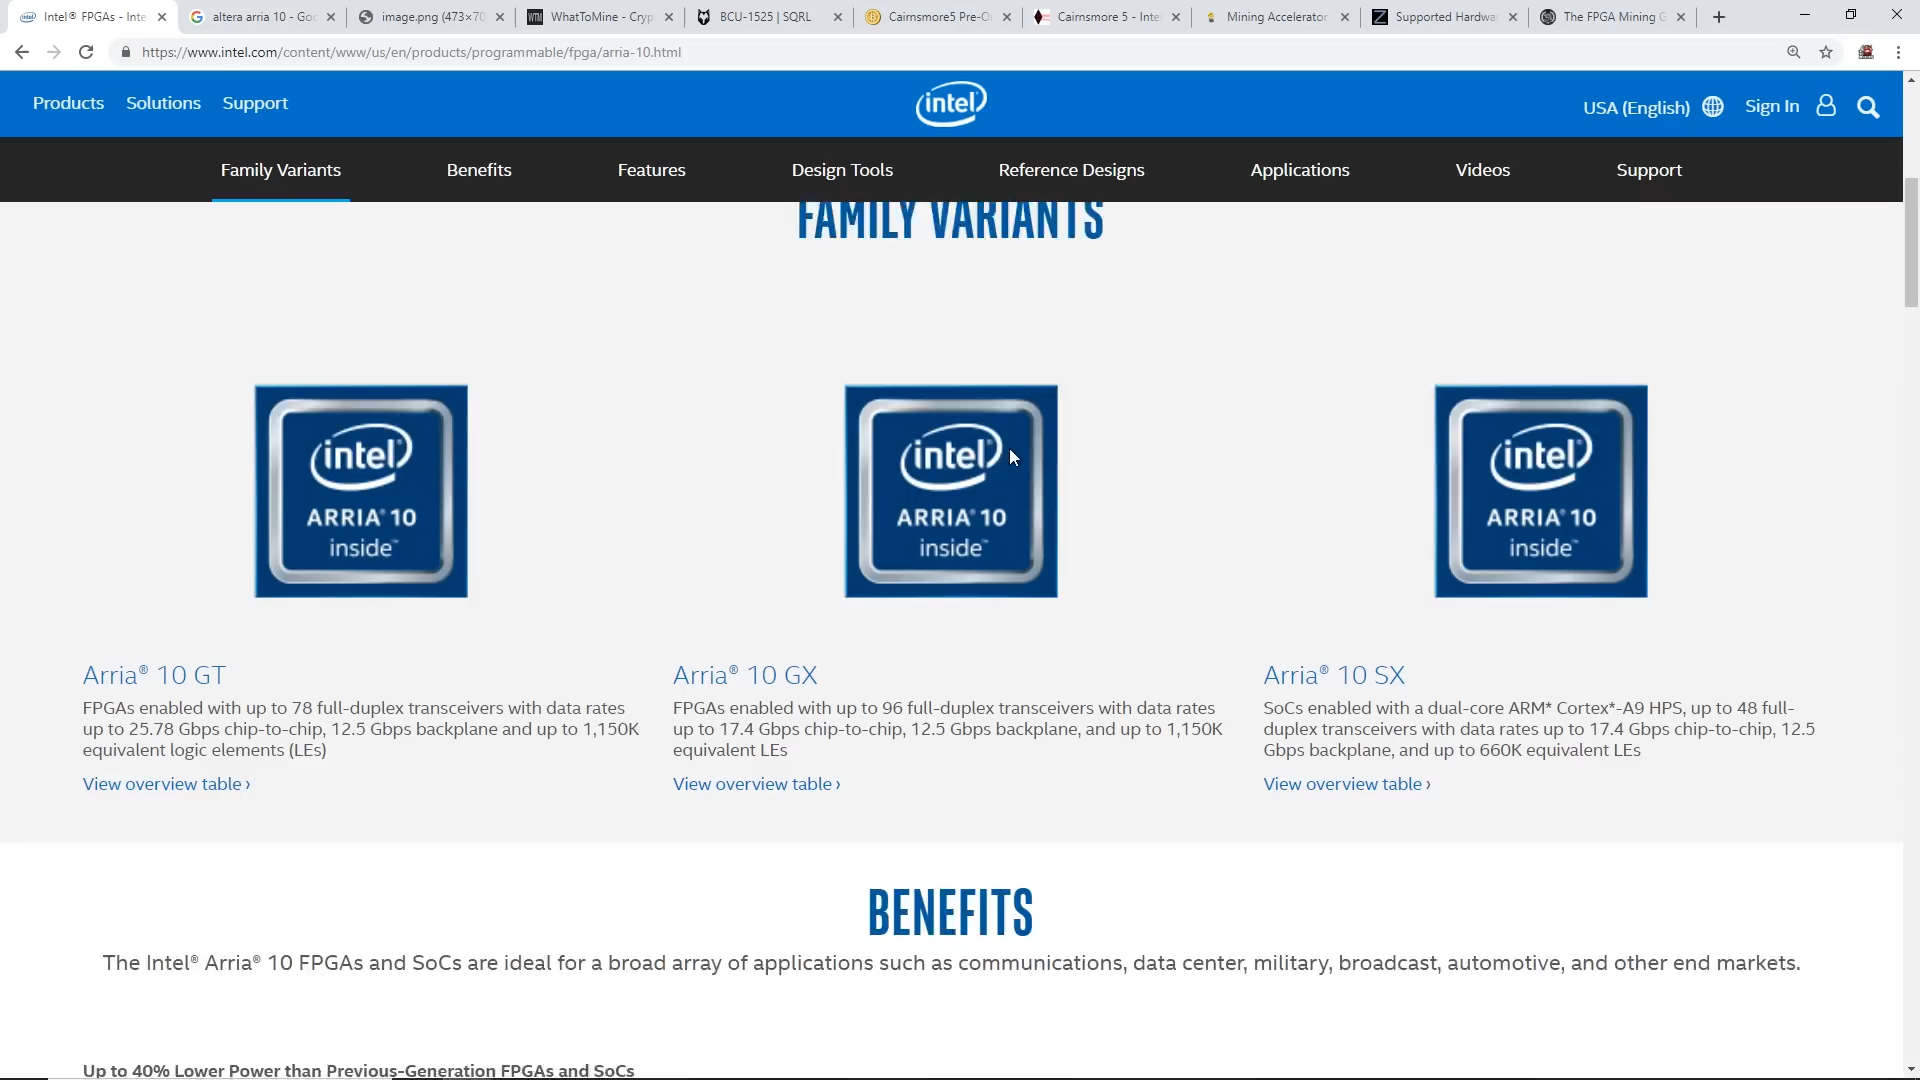 Intel® FPGAs - Inte
altera arria 10 - Goo
image.png (473×70
WhatToMine - Cryp
BCU-1525 | SQRL
Cairnsmore5 Pre-O
Cairnsmore 5 - Inte
Mining Accelerator
Supported Hardwa
The FPGA Mining G
https://www.intel.com/content/www/us/en/products/programmable/fpga/arria-10.html
Products Solutions Support
intel
USA (English)
Sign In
Family Variants Benefits Features Design Tools Reference Designs Applications Videos Support
FAMILY VARIANTS
intel
ARRIA® 10
inside™
intel
ARRIA® 10
inside™
intel
ARRIA® 10
inside™
Arria® 10 GT
FPGAs enabled with up to 78 full-duplex transceivers with data rates
up to 25.78 Gbps chip-to-chip, 12.5 Gbps backplane and up to 1,150K
equivalent logic elements (LEs)
View overview table ›
Arria® 10 GX
FPGAs enabled with up to 96 full-duplex transceivers with data rates
up to 17.4 Gbps chip-to-chip, 12.5 Gbps backplane, and up to 1,150K
equivalent LEs
View overview table ›
Arria® 10 SX
SoCs enabled with a dual-core ARM* Cortex*-A9 HPS, up to 48 full-
duplex transceivers with data rates up to 17.4 Gbps chip-to-chip, 12.5
Gbps backplane, and up to 660K equivalent LEs
View overview table ›
BENEFITS
The Intel® Arria® 10 FPGAs and SoCs are ideal for a broad array of applications such as communications, data center, military, broadcast, automotive, and other end markets.
Up to 40% Lower Power than Previous-Generation FPGAs and SoCs